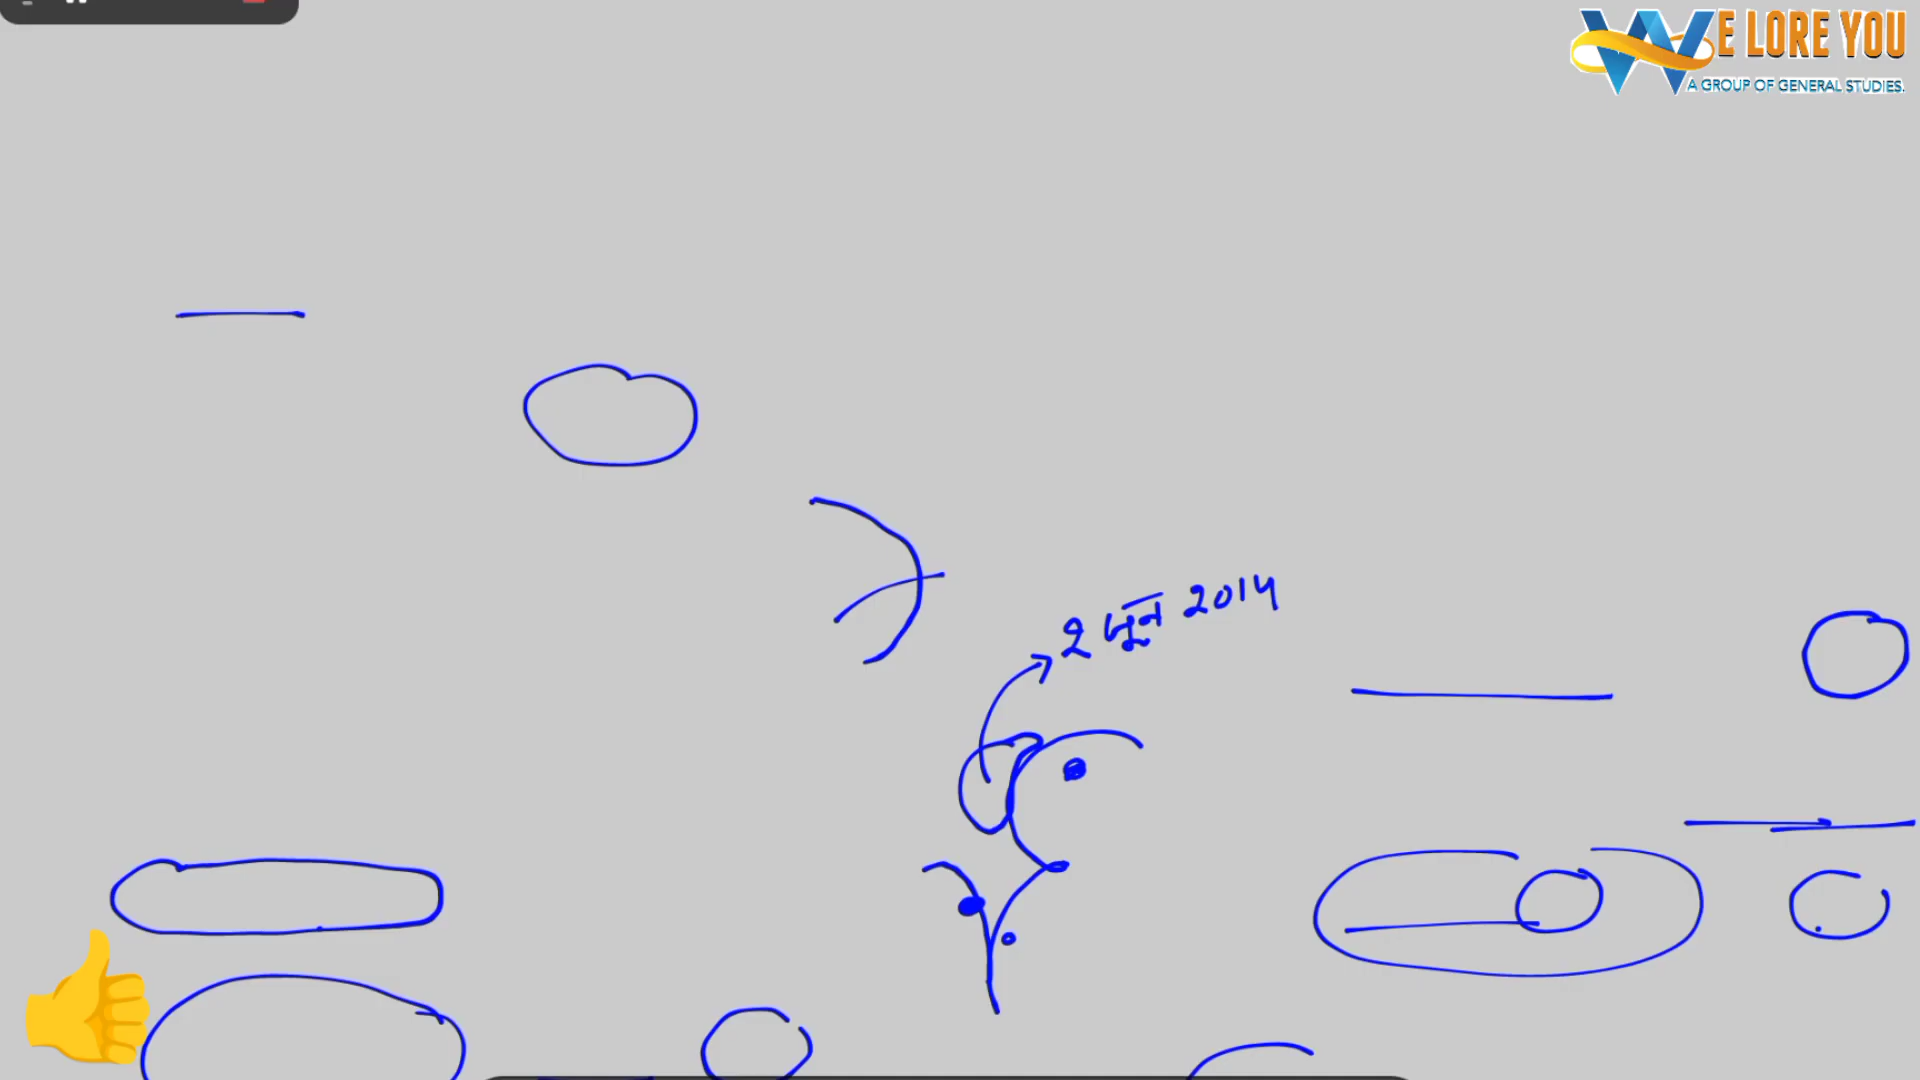 WE LORE YOU
A GROUP OF GENERAL STUDIES.
2 जून 2014